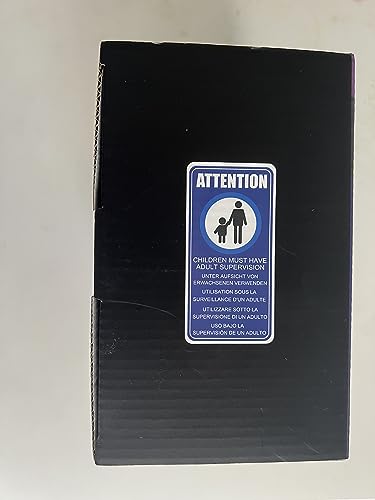 ATTENTION
CHILDREN MUST HAVE
ADULT SUPERVISION
UNTER AUFSICHT VON
ERWACHSENEN VERWENDEN
UTILISATION SOUS LA
SURVEILLANCE D'UN ADULTE
UTILIZZARE SOTTO LA
SUPERVISIONE DI UN ADULTO
USO BAJO LA
SUPERVISIÓN DE UN ADULTO